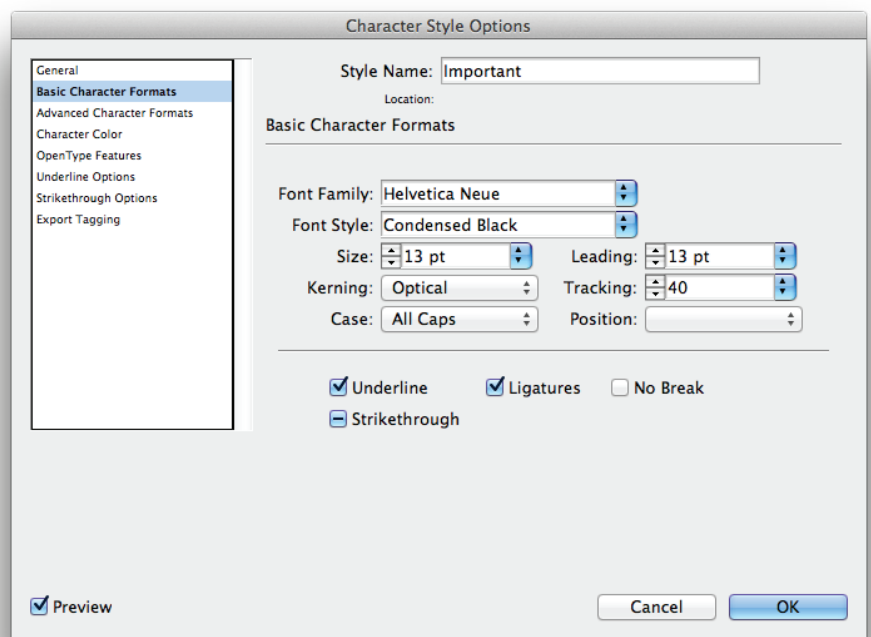 Character Style Options
General
Basic Character Formats
Advanced Character Formats
Character Color
OpenType Features
Underline Options
Strikethrough Options
Export Tagging
Style Name: Important
Location:
Basic Character Formats
Font Family: Helvetica Neue
Font Style: Condensed Black
Size: 13 pt Leading: 13 pt
Kerning: Optical Tracking: 40
Case: All Caps Position:
Underline Ligatures No Break
Strikethrough
Preview Cancel OK